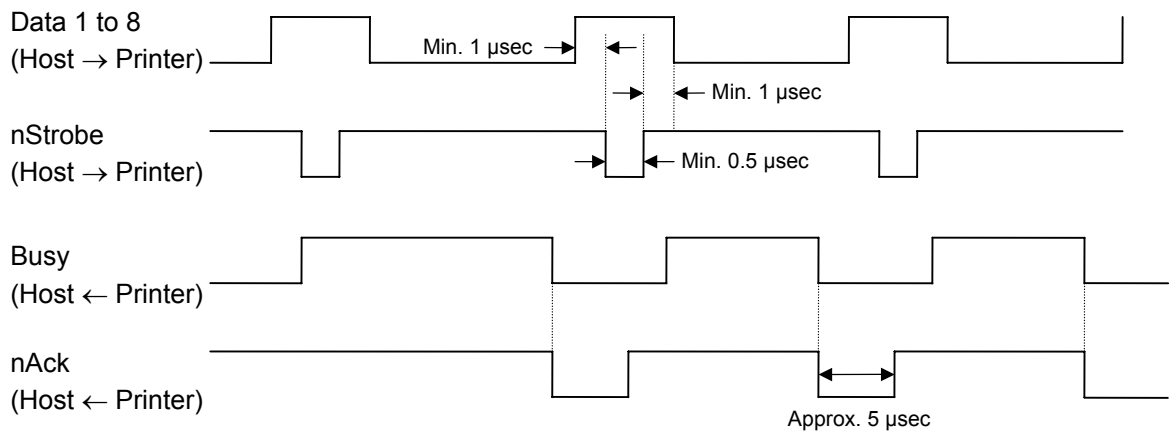 Data 1 to 8
(Host → Printer)
Min. 1 µsec
Min. 1 µsec
nStrobe
(Host → Printer)
Min. 0.5 µsec
Busy
(Host ← Printer)
nAck
(Host ← Printer)
Approx. 5 µsec